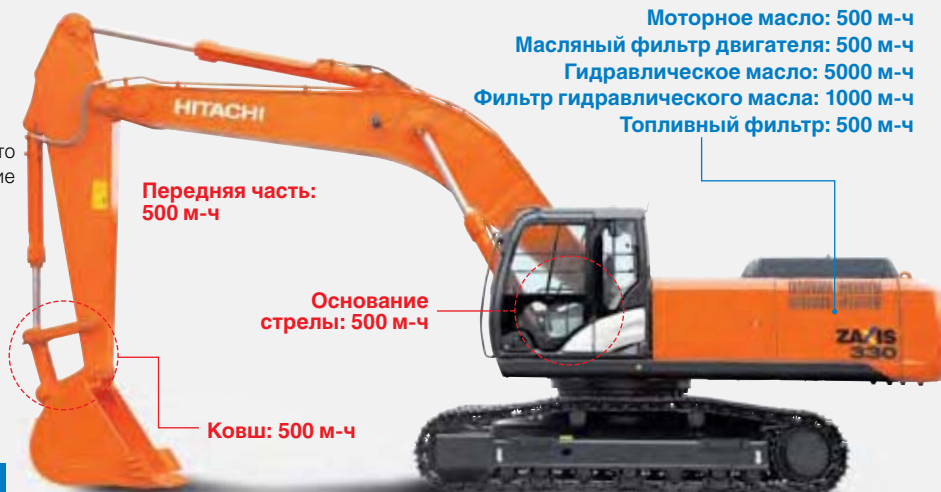 Моторное масло: 500 м-ч
Масляный фильтр двигателя: 500 м-ч
Гидравлическое масло: 5000 м-ч
Фильтр гидравлического масла: 1000 м-ч
Топливный фильтр: 500 м-ч
HITACHI
Передняя часть:
500 м-ч
Основание
стрелы: 500 м-ч
ZAXIS
330
Ковш: 500 м-ч